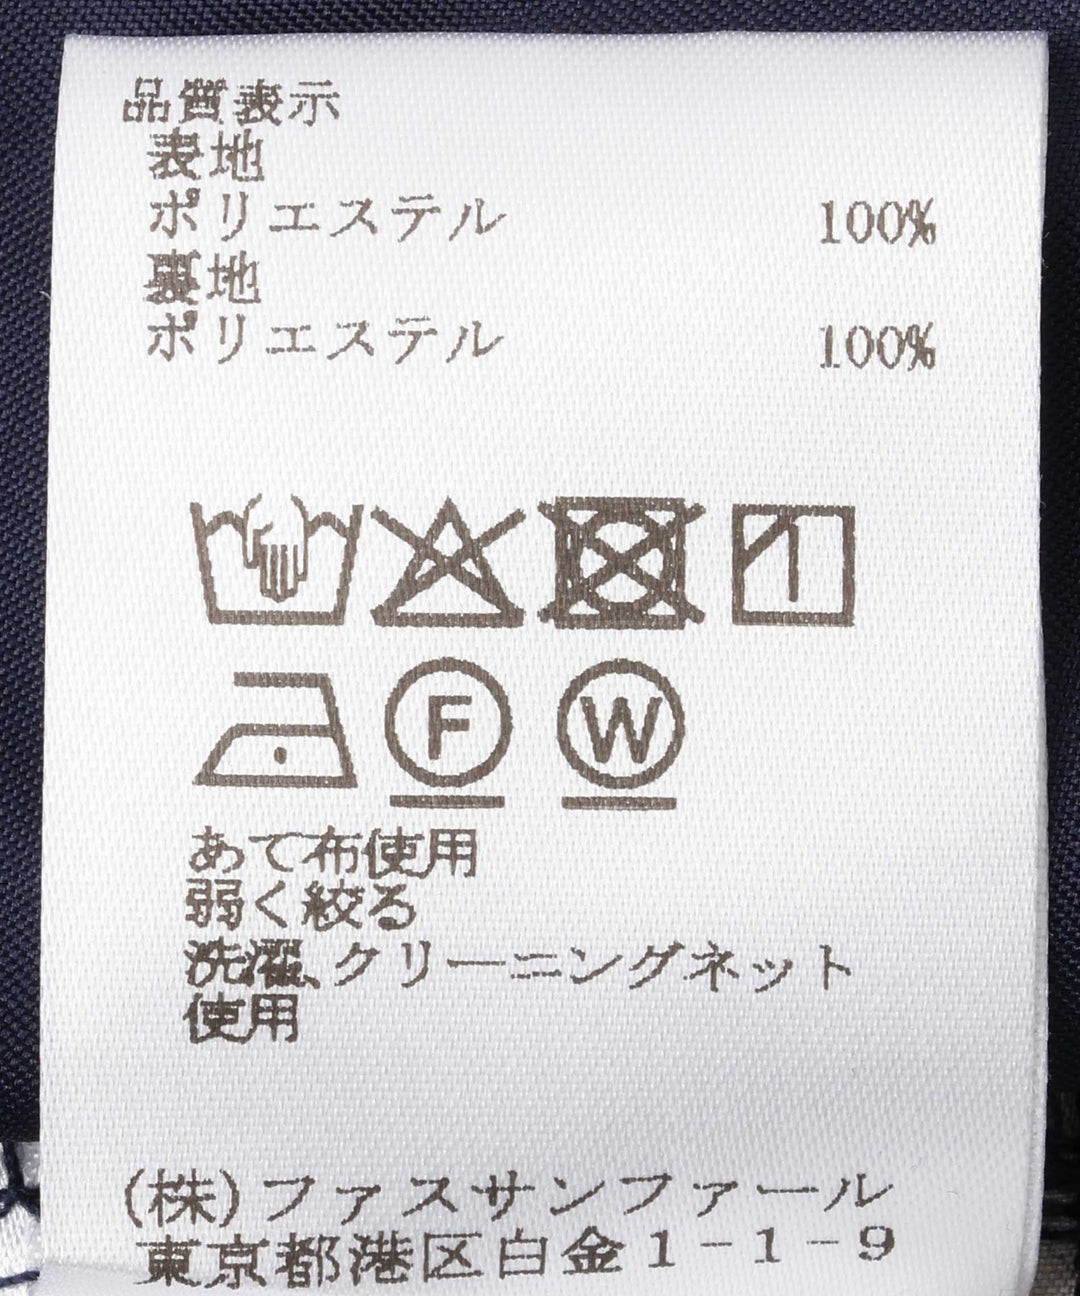 品質表示
表地
ポリエステル 100%
裏地
ポリエステル 100%
F W
あて布使用
弱く絞る
洗濯、クリーニングネット
使用
(株)ファスサンファール
東京都港区白金1-1-9